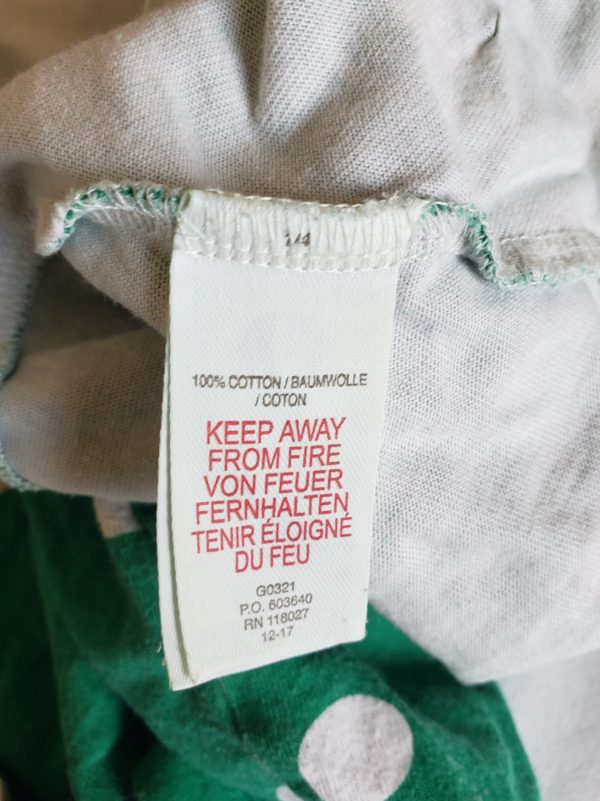 100% COTTON / BAUMWOLLE
/ COTON
KEEP AWAY
FROM FIRE
VON FEUER
FERNHALTEN
TENIR ÉLOIGNÉ
DU FEU
G0321
P.O. 603640
RN 118027
12-17